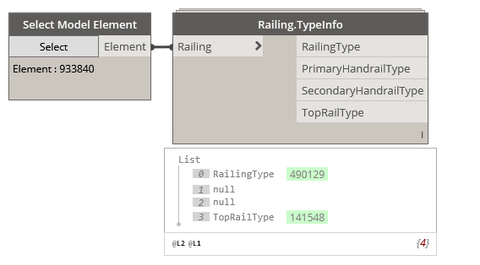 Select Model Element
Select
Element
Element : 933840
Railing.TypeInfo
Railing
>
RailingType
PrimaryHandrailType
SecondaryHandrailType
TopRailType
I
List
0 RailingType 490129
1 null
2 null
3 TopRailType 141548
@L2 @L1
{4}